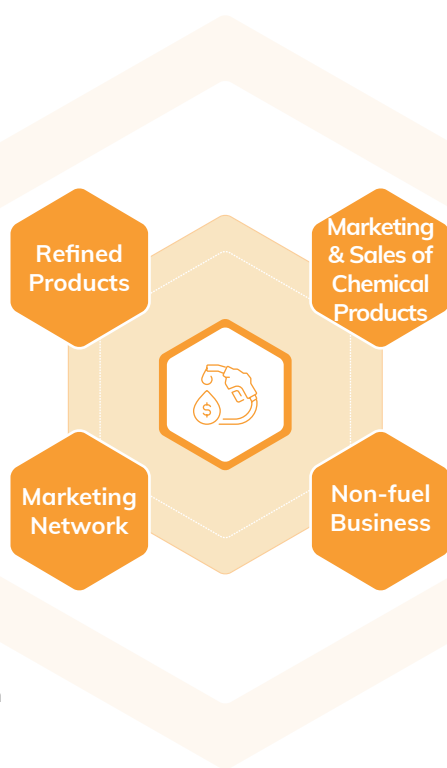 Refined
Products
Marketing
& Sales of
Chemical
Products
$
Marketing
Network
Non-fuel
Business